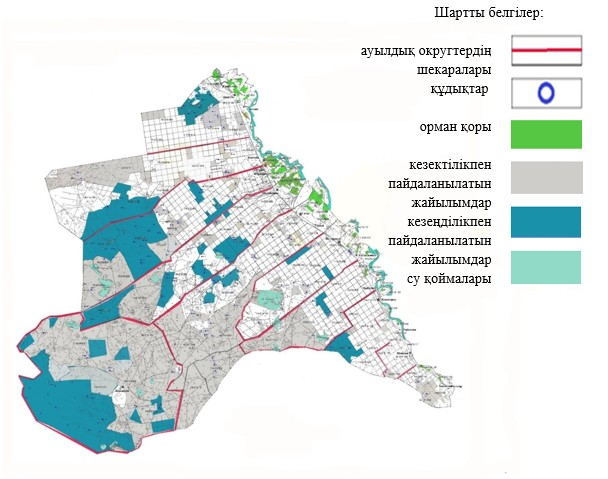 Шартты белгілер:
ауылдық округтердің
шекаралары
құдықтар
орман қоры
кезектілікпен
пайдаланылатын
жайылымдар
кезеңділікпен
пайдаланылатын
жайылымдар
су қоймалары